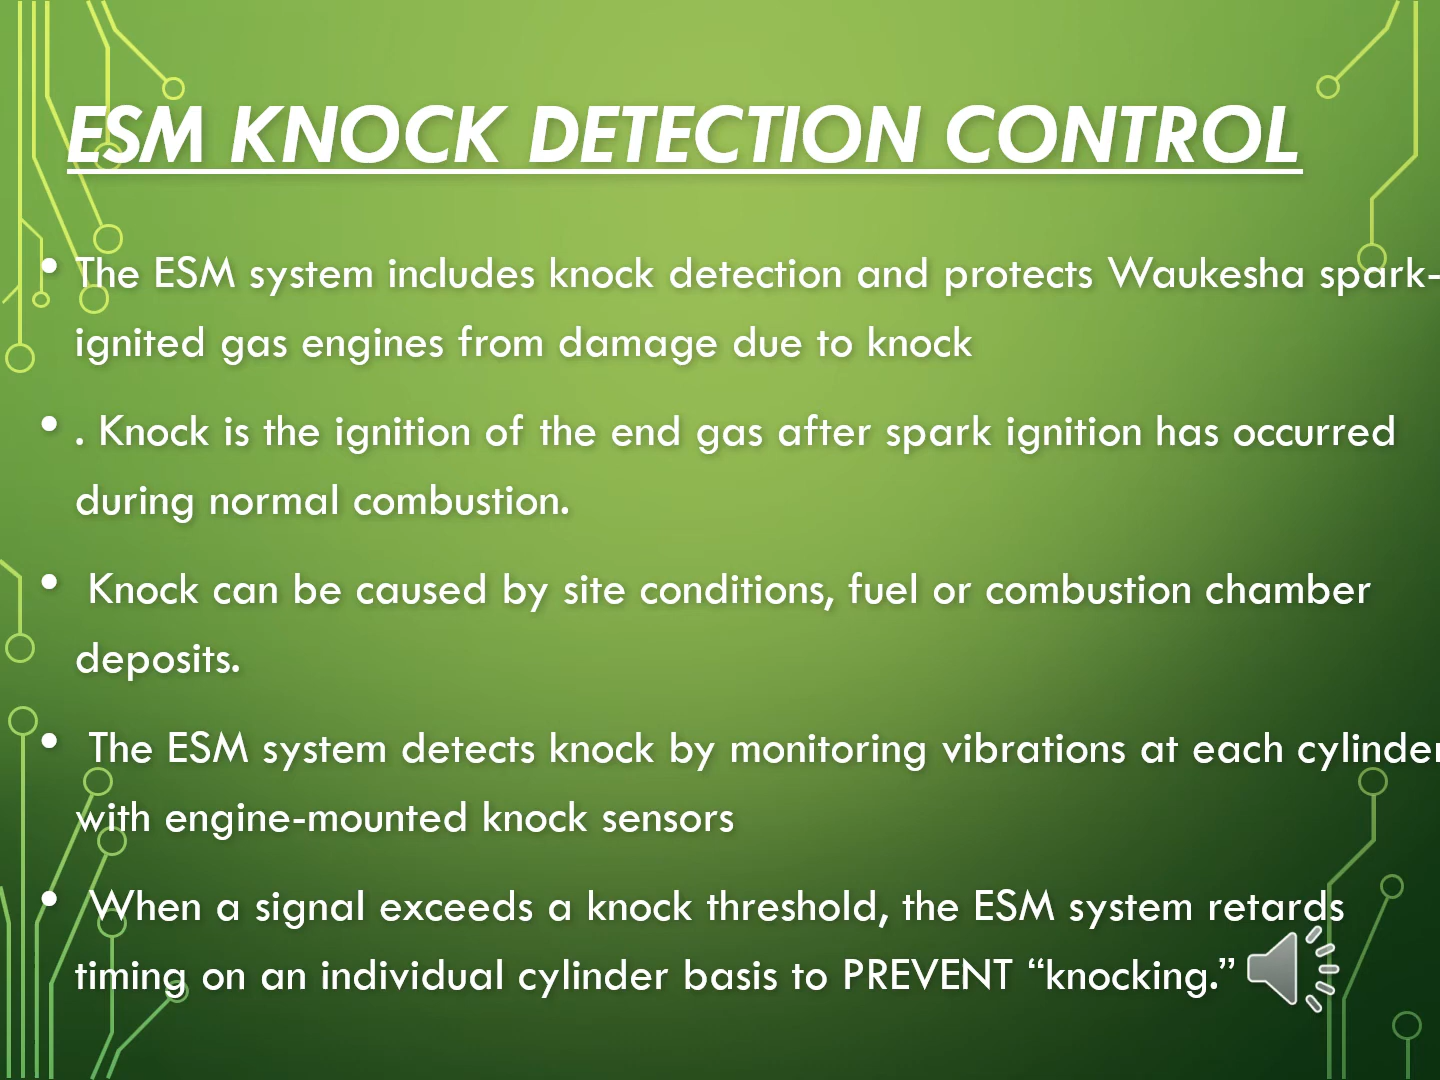 ESM KNOCK DETECTION CONTROL
• The ESM system includes knock detection and protects Waukesha spark-
ignited gas engines from damage due to knock
• . Knock is the ignition of the end gas after spark ignition has occurred
during normal combustion.
• Knock can be caused by site conditions, fuel or combustion chamber
deposits.
• The ESM system detects knock by monitoring vibrations at each cylinder
with engine-mounted knock sensors
• When a signal exceeds a knock threshold, the ESM system retards
timing on an individual cylinder basis to PREVENT “knocking.”